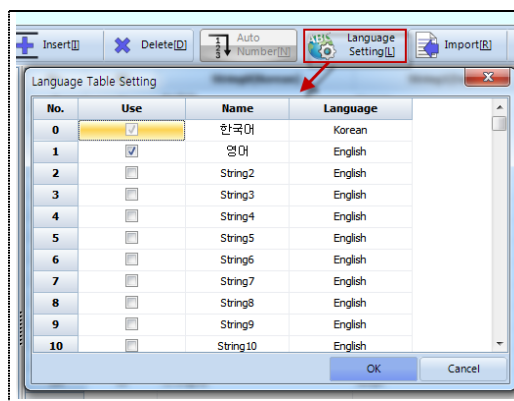 Insert[I] Delete[D] Auto Number[N] Language Setting[L] Import[R]
Language Table Setting
No. Use Name Language
0 한국어 Korean
1 영어 English
2 String2 English
3 String3 English
4 String4 English
5 String5 English
6 String6 English
7 String7 English
8 String8 English
9 String9 English
10 String10 English
OK Cancel